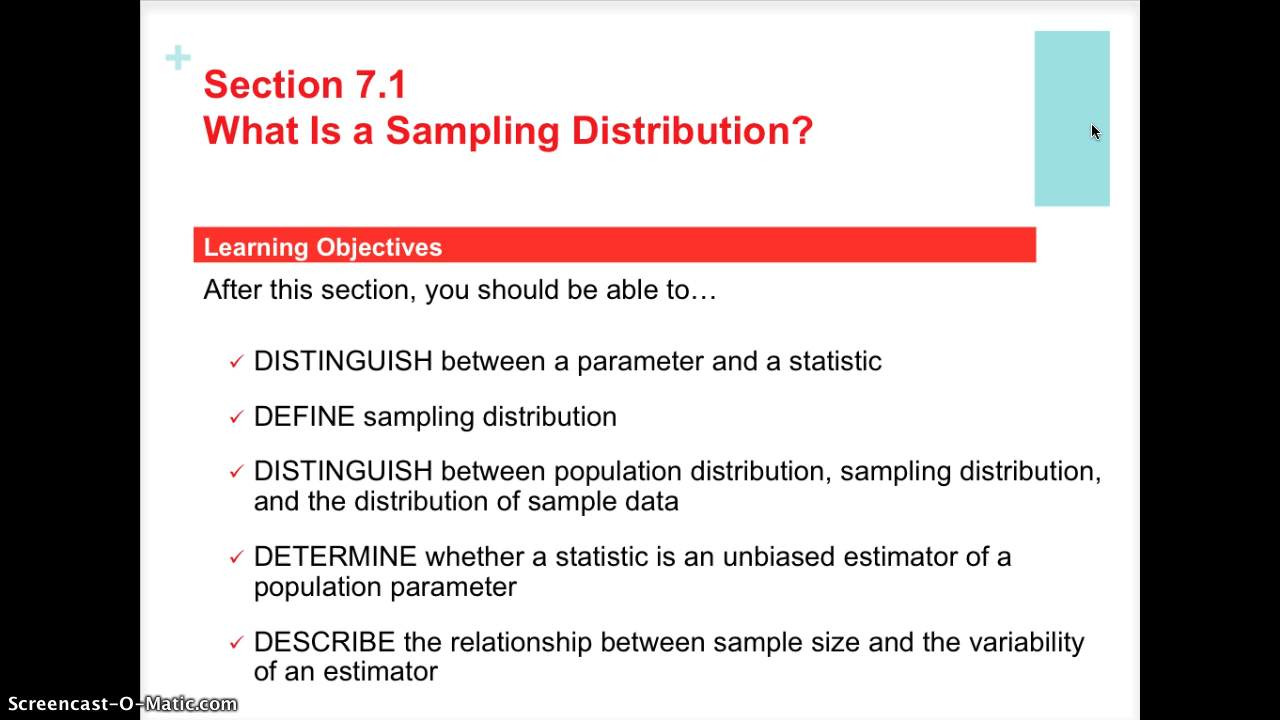 Section 7.1
What Is a Sampling Distribution?
Learning Objectives
After this section, you should be able to…
✓ DISTINGUISH between a parameter and a statistic
✓ DEFINE sampling distribution
✓ DISTINGUISH between population distribution, sampling distribution,
and the distribution of sample data
✓ DETERMINE whether a statistic is an unbiased estimator of a
population parameter
✓ DESCRIBE the relationship between sample size and the variability
of an estimator
Screencast-O-Matic.com